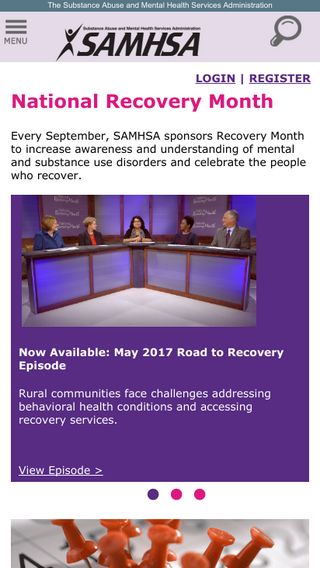 The Substance Abuse and Mental Health Services Administration
MENU
Substance Abuse and Mental Health Services Administration
SAMHSA
LOGIN | REGISTER
National Recovery Month
Every September, SAMHSA sponsors Recovery Month
to increase awareness and understanding of mental
and substance use disorders and celebrate the people
who recover.
Now Available: May 2017 Road to Recovery
Episode
Rural communities face challenges addressing
behavioral health conditions and accessing
recovery services.
View Episode >